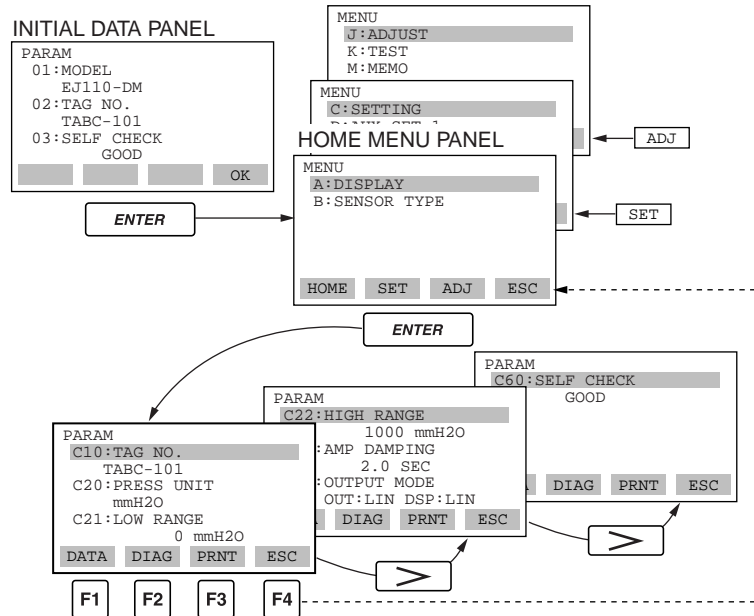 INITIAL DATA PANEL
PARAM
01:MODEL
EJ110-DM
02:TAG NO.
TABC-101
03:SELF CHECK
GOOD
OK
ENTER
MENU
J:ADJUST
K:TEST
M:MEMO
ADJ
MENU
C:SETTING
SET
HOME MENU PANEL
MENU
A:DISPLAY
B:SENSOR TYPE
HOME SET ADJ ESC
ENTER
PARAM
C10:TAG NO.
TABC-101
C20:PRESS UNIT
mmH2O
C21:LOW RANGE
0 mmH2O
DATA DIAG PRNT ESC
F1 F2 F3 F4
PARAM
C22:HIGH RANGE
1000 mmH2O
:AMP DAMPING
2.0 SEC
:OUTPUT MODE
OUT:LIN DSP:LIN
DIAG PRNT ESC
>
PARAM
C60:SELF CHECK
GOOD
DIAG PRNT ESC
>